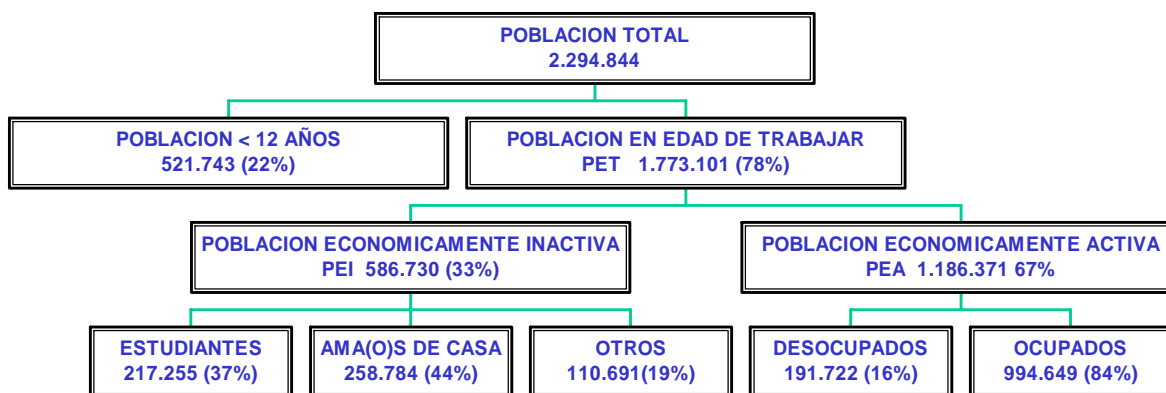 POBLACION TOTAL
2.294.844
POBLACION < 12 AÑOS
521.743 (22%)
POBLACION EN EDAD DE TRABAJAR
PET 1.773.101 (78%)
POBLACION ECONOMICAMENTE INACTIVA
PEI 586.730 (33%)
POBLACION ECONOMICAMENTE ACTIVA
PEA 1.186.371 67%
ESTUDIANTES
217.255 (37%)
AMA(O)S DE CASA
258.784 (44%)
OTROS
110.691(19%)
DESOCUPADOS
191.722 (16%)
OCUPADOS
994.649 (84%)